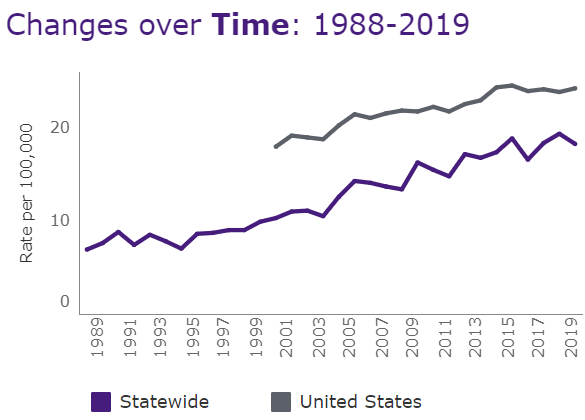 Changes over Time: 1988-2019
Rate per 100,000
20
10
0
1989 1991 1993 1995 1997 1999 2001 2003 2005 2007 2009 2011 2013 2015 2017 2019
Statewide United States